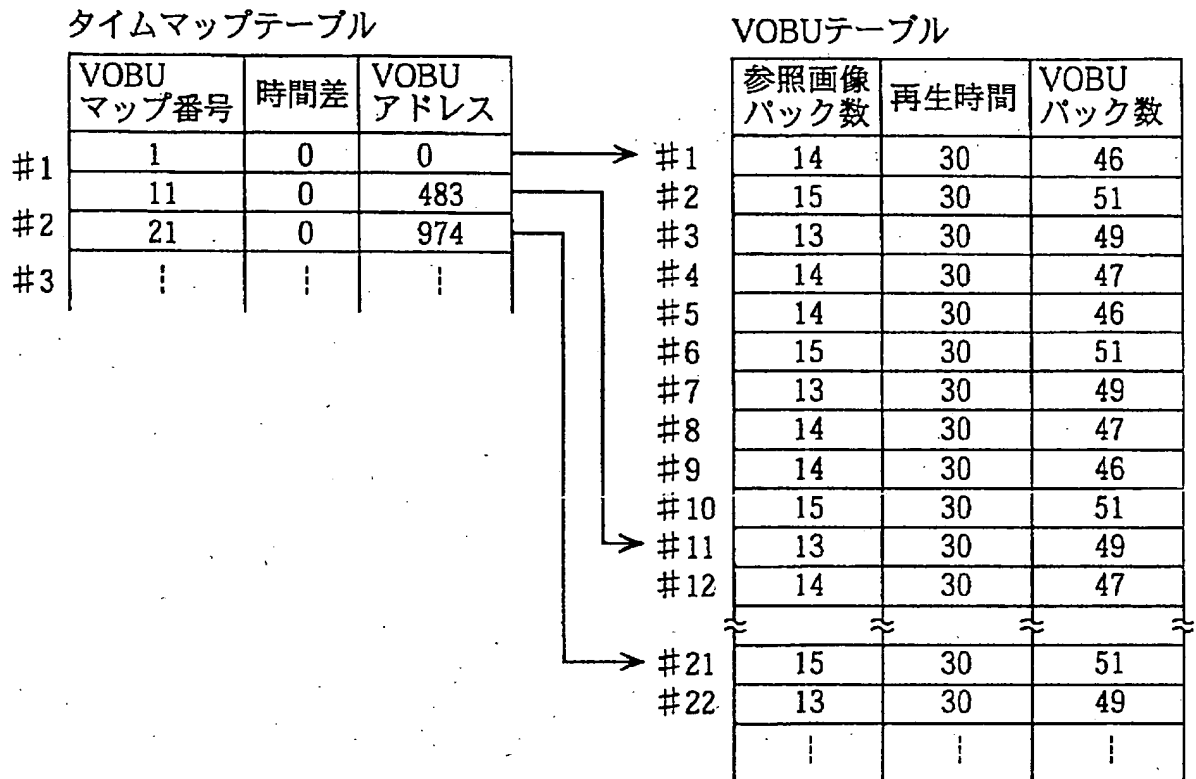 タイムマップテーブル
VOBU マップ番号 時間差 VOBU アドレス
#1 1 0 0
11 0 483
#2 21 0 974
#3
VOBUテーブル
参照画像 パック数 再生時間 VOBU パック数
#1 14 30 46
#2 15 30 51
#3 13 30 49
#4 14 30 47
#5 14 30 46
#6 15 30 51
#7 13 30 49
#8 14 30 47
#9 14 30 46
#10 15 30 51
#11 13 30 49
#12 14 30 47
#21 15 30 51
#22 13 30 49